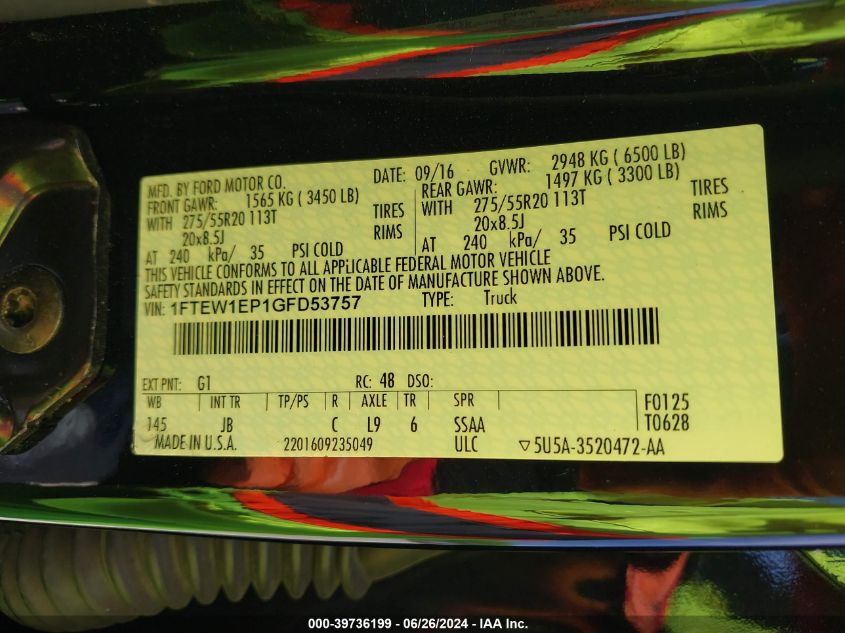 MFD. BY FORD MOTOR CO. DATE: 09/16 GVWR: 2948 KG ( 6500 LB)
FRONT GAWR: 1565 KG ( 3450 LB) REAR GAWR: 1497 KG ( 3300 LB)
WITH 275/55R20 113T TIRES WITH 275/55R20 113T TIRES
20x8.5J RIMS 20x8.5J RIMS
AT 240 kPa/ 35 PSI COLD AT 240 kPa/ 35 PSI COLD
THIS VEHICLE CONFORMS TO ALL APPLICABLE FEDERAL MOTOR VEHICLE
SAFETY STANDARDS IN EFFECT ON THE DATE OF MANUFACTURE SHOWN ABOVE.
VIN: 1FTEW1EP1GFD53757 TYPE: Truck
EXT PNT: G1 RC: 48 DSO:
WB INT TR TP/PS R AXLE TR SPR F0125
145 JB C L9 6 SSAA T0628
MADE IN U.S.A. 2201609235049 ULC ▽5U5A-3520472-AA
000-39736199 - 06/26/2024 - IAA Inc.